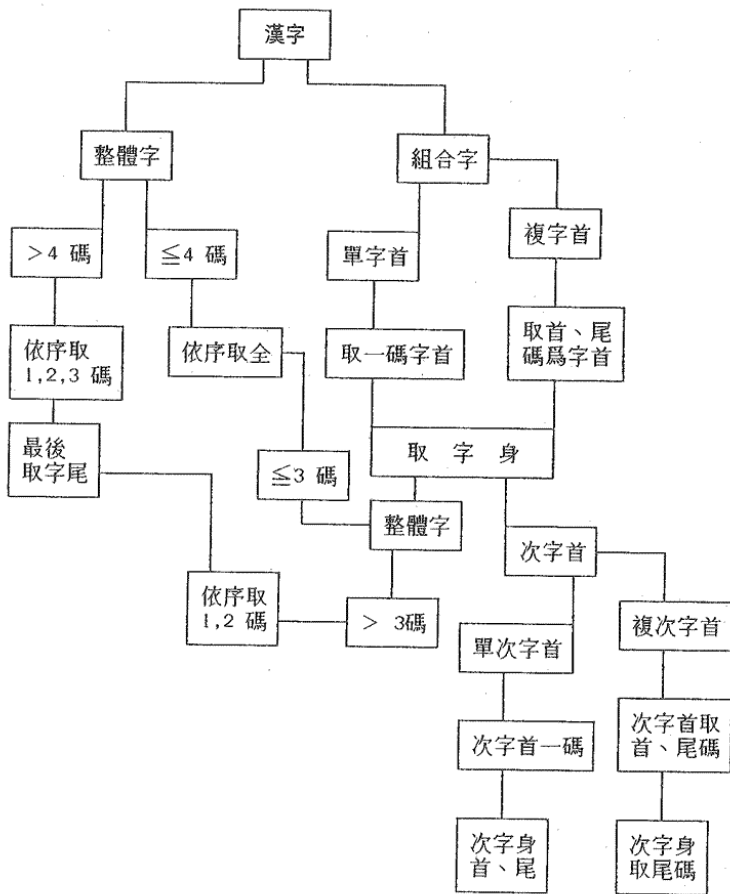 漢字
整體字
組合字
>4 碼
≦4 碼
單字首
複字首
依序取
1,2,3 碼
依序取全
取一碼字首
取首、尾
碼爲字首
最後
取字尾
≦3 碼
取 字 身
整體字
次字首
依序取
1,2 碼
> 3碼
單次字首
複次字首
次字首一碼
次字首取
首、尾碼
次字身
首、尾
次字身
取尾碼